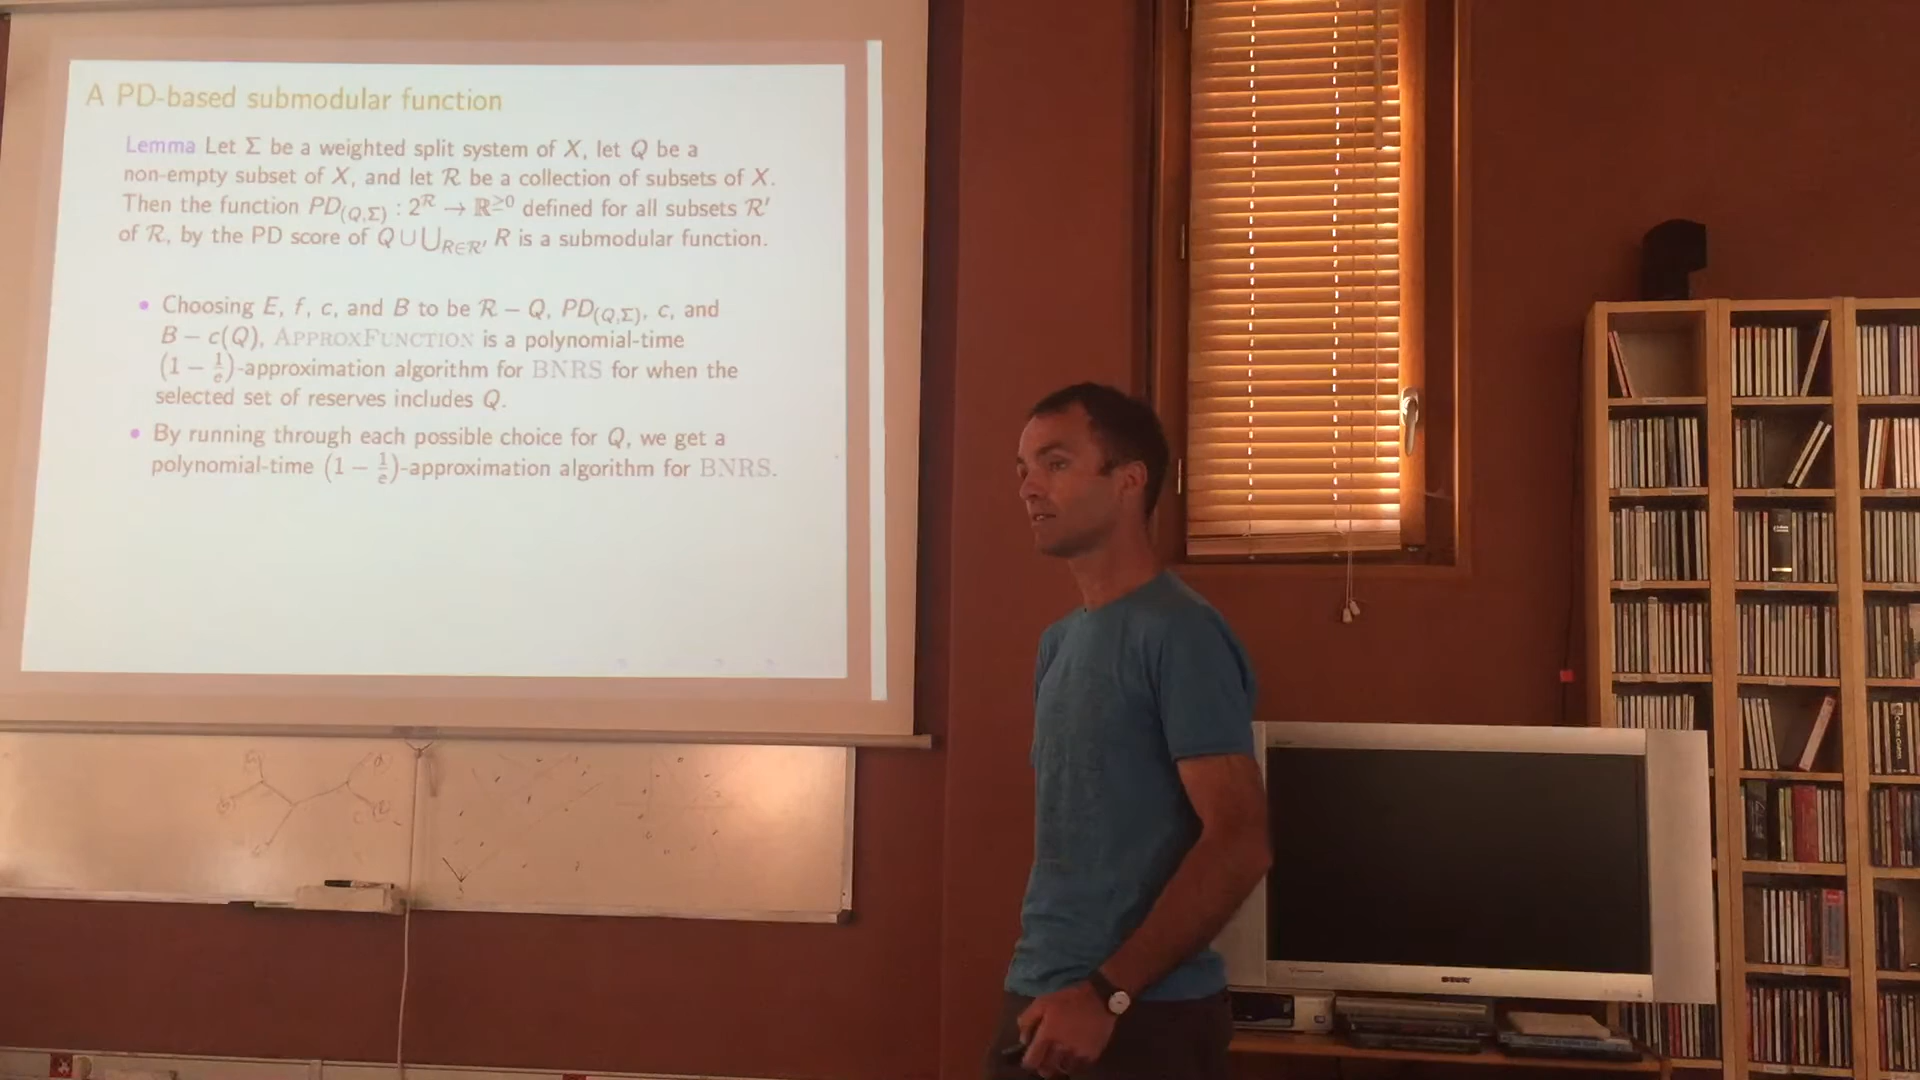 A PD-based submodular function
Lemma Let Σ be a weighted split system of X, let Q be a
non-empty subset of X, and let ℛ be a collection of subsets of X.
Then the function PD_(Q,Σ) : 2^ℛ → ℝ^≥0 defined for all subsets ℛ′
of ℛ, by the PD score of Q ∪ ⋃_{R∈ℛ′} R is a submodular function.
• Choosing E, f, c, and B to be ℛ − Q, PD_(Q,Σ), c, and
B − c(Q), APPROXFUNCTION is a polynomial-time
(1 − 1/e)-approximation algorithm for BNRS for when the
selected set of reserves includes Q.
• By running through each possible choice for Q, we get a
polynomial-time (1 − 1/e)-approximation algorithm for BNRS.
SONY